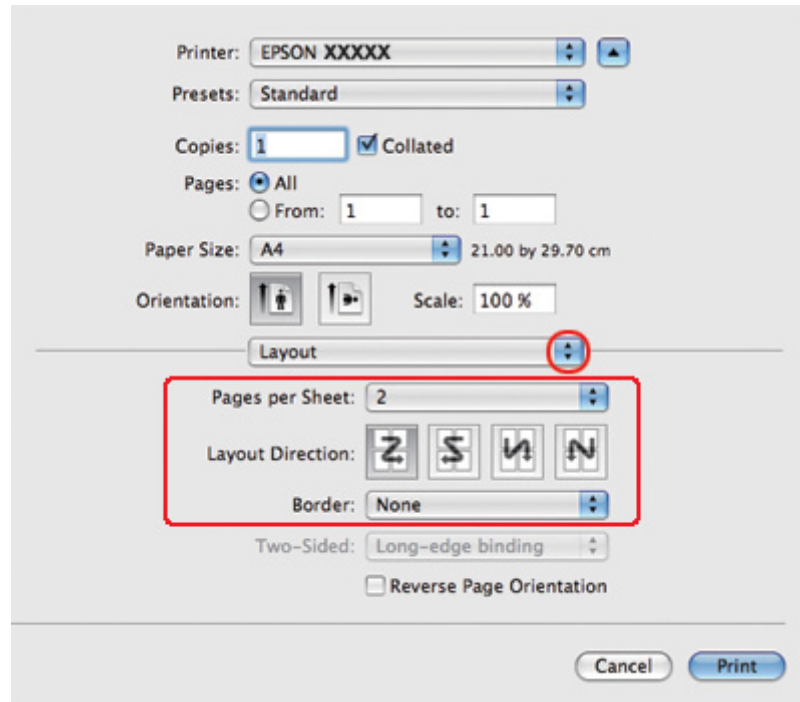 Printer: EPSON XXXXX
Presets: Standard
Copies: 1 Collated
Pages: All
From: 1 to: 1
Paper Size: A4 21.00 by 29.70 cm
Orientation: Scale: 100 %
Layout
Pages per Sheet: 2
Layout Direction:
Border: None
Two-Sided: Long-edge binding
Reverse Page Orientation
Cancel Print